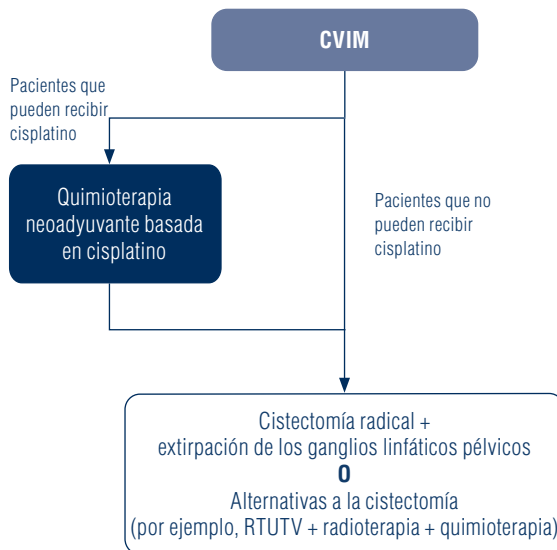 CVIM
Pacientes que
pueden recibir
cisplatino
Quimioterapia
neoadyuvante basada
en cisplatino
Pacientes que no
pueden recibir
cisplatino
Cistectomía radical +
extirpación de los ganglios linfáticos pélvicos
O
Alternativas a la cistectomía
(por ejemplo, RTUTV + radioterapia + quimioterapia)